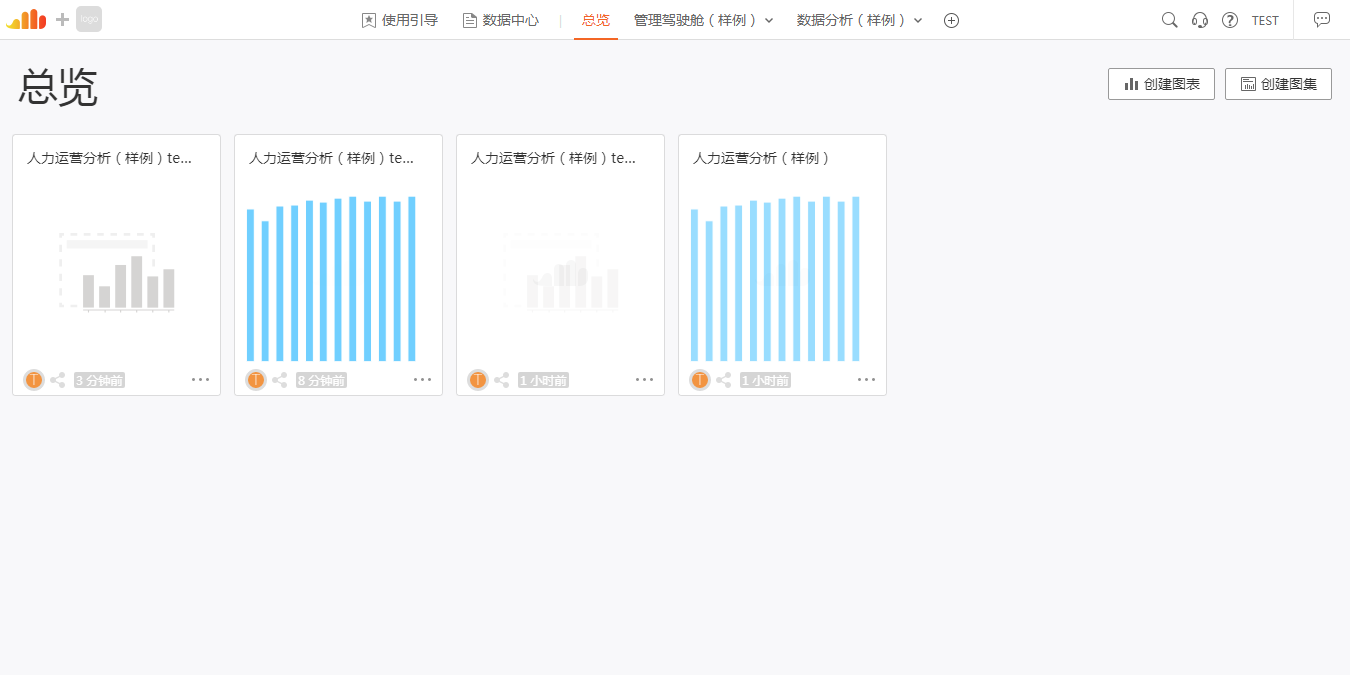 logo 使用引导 数据中心 | 总览 管理驾驶舱（样例） 数据分析（样例） TEST
总览
创建图表 创建图集
人力运营分析（样例）te... 人力运营分析（样例）te... 人力运营分析（样例）te... 人力运营分析（样例）
T 3 分钟前 T 8 分钟前 T 1 小时前 T 1 小时前